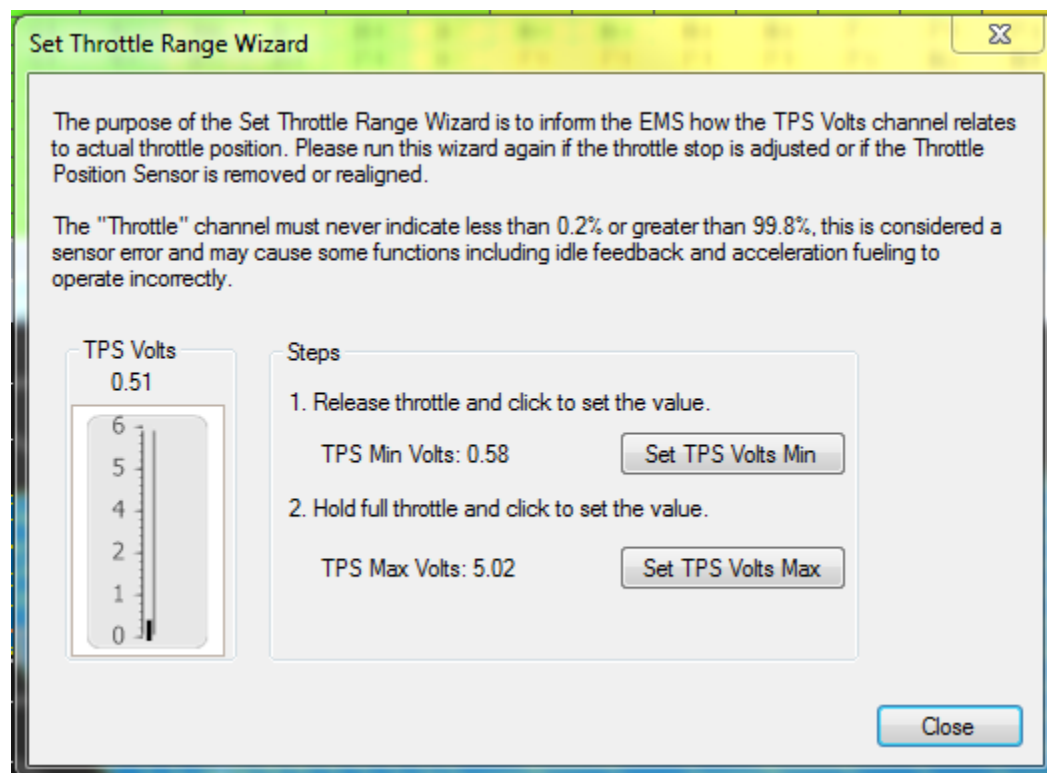 Set Throttle Range Wizard
The purpose of the Set Throttle Range Wizard is to inform the EMS how the TPS Volts channel relates
to actual throttle position. Please run this wizard again if the throttle stop is adjusted or if the Throttle
Position Sensor is removed or realigned.
The "Throttle" channel must never indicate less than 0.2% or greater than 99.8%, this is considered a
sensor error and may cause some functions including idle feedback and acceleration fueling to
operate incorrectly.
TPS Volts
0.51
6
5
4
2
1
0
Steps
1. Release throttle and click to set the value.
TPS Min Volts: 0.58 Set TPS Volts Min
2. Hold full throttle and click to set the value.
TPS Max Volts: 5.02 Set TPS Volts Max
Close